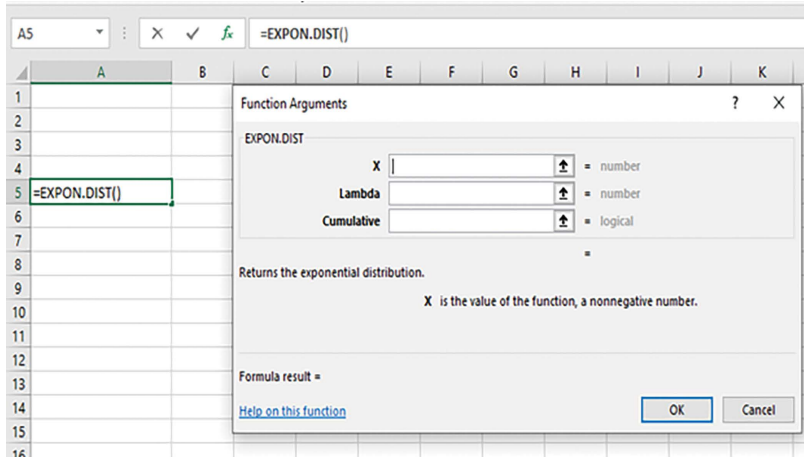 A5 fx =EXPON.DIST()
A B C D E F G H I J K
1
2
3
4
5 =EXPON.DIST()
6
7
8
9
10
11
12
13
14
15
16
Function Arguments ? X
EXPON.DIST
X = number
Lambda = number
Cumulative = logical
=
Returns the exponential distribution.
X is the value of the function, a nonnegative number.
Formula result =
Help on this function OK Cancel